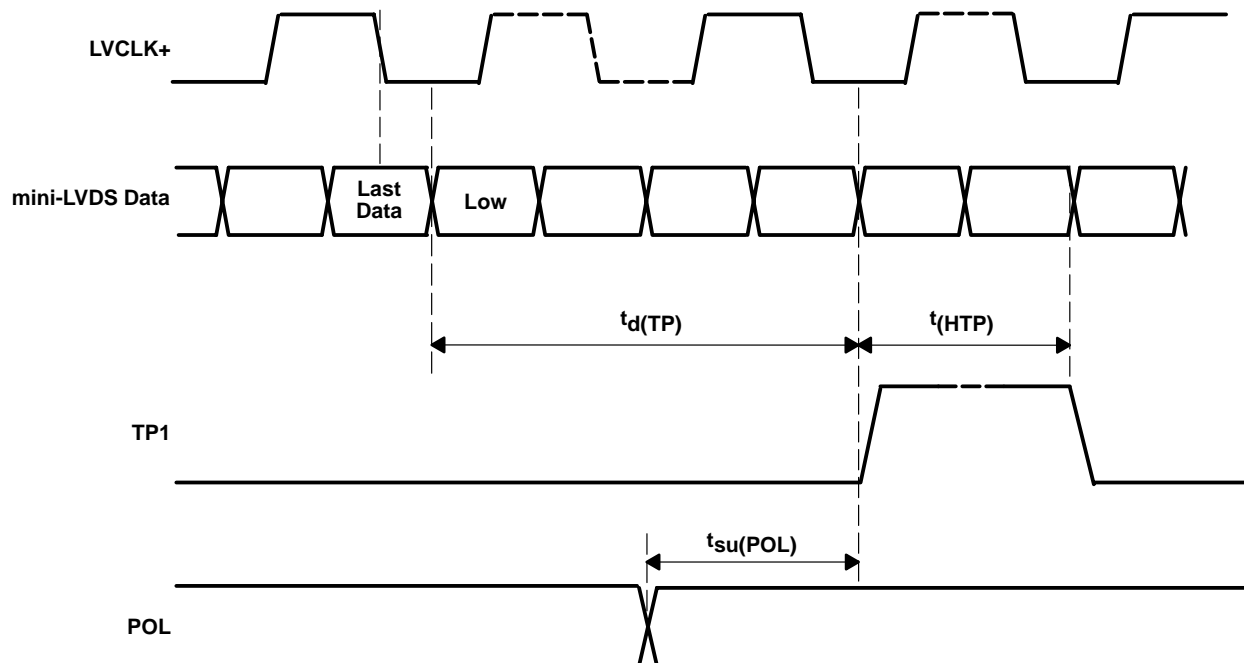 LVCLK+
mini-LVDS Data
Last
Data
Low
td(TP)
t(HTP)
TP1
tsu(POL)
POL